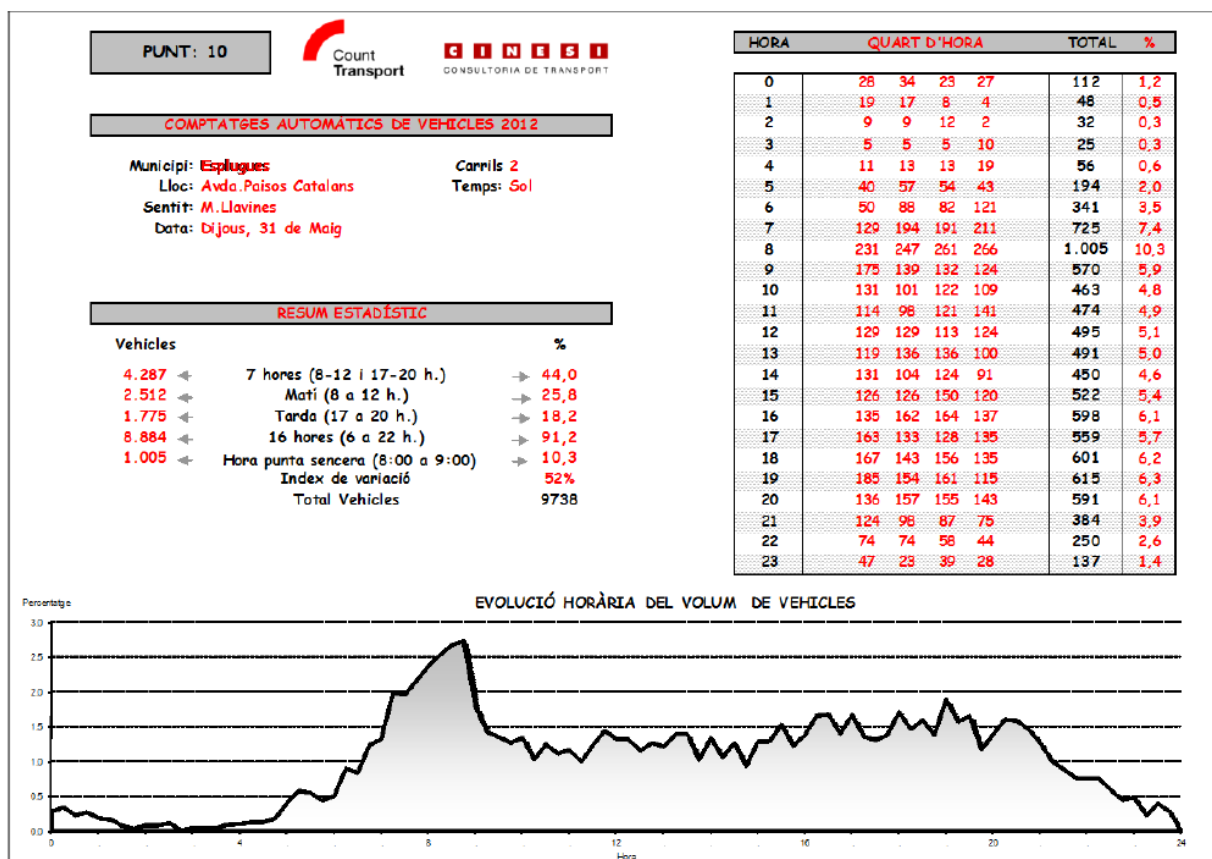 PUNT: 10
Count
Transport
CINESI
CONSULTORIA DE TRANSPORT
COMPTATGES AUTOMÀTICS DE VEHICLES 2012
Municipi: Esplugues Carrils 2
Lloc: Avda.Paisos Catalans Temps: Sol
Sentit: M.Llavines
Data: Dijous, 31 de Maig
RESUM ESTADÍSTIC
Vehicles %
4.287 7 hores (8-12 i 17-20 h.) 44,0
2.512 Matí (8 a 12 h.) 25,8
1.775 Tarda (17 a 20 h.) 18,2
8.884 16 hores (6 a 22 h.) 91,2
1.005 Hora punta sencera (8:00 a 9:00) 10,3
Index de variació 52%
Total Vehicles 9738
HORA QUART D'HORA TOTAL %
0 28 34 23 27 112 1,2
1 19 17 8 4 48 0,5
2 9 9 12 2 32 0,3
3 5 5 5 10 25 0,3
4 11 13 13 19 56 0,6
5 40 57 54 43 194 2,0
6 50 88 82 121 341 3,5
7 129 194 191 211 725 7,4
8 231 247 261 266 1.005 10,3
9 175 139 132 124 570 5,9
10 131 101 122 109 463 4,8
11 114 98 121 141 474 4,9
12 129 129 113 124 495 5,1
13 119 136 136 100 491 5,0
14 131 104 124 91 450 4,6
15 126 126 150 120 522 5,4
16 135 162 164 137 598 6,1
17 163 133 128 135 559 5,7
18 167 143 156 135 601 6,2
19 185 154 161 115 615 6,3
20 136 157 155 143 591 6,1
21 124 98 87 75 384 3,9
22 74 74 58 44 250 2,6
23 47 23 39 28 137 1,4
EVOLUCIÓ HORÀRIA DEL VOLUM DE VEHICLES
Percentatge
3.0
2.5
2.0
1.5
1.0
0.5
0.0
0 4 8 12 16 20 24
Hora